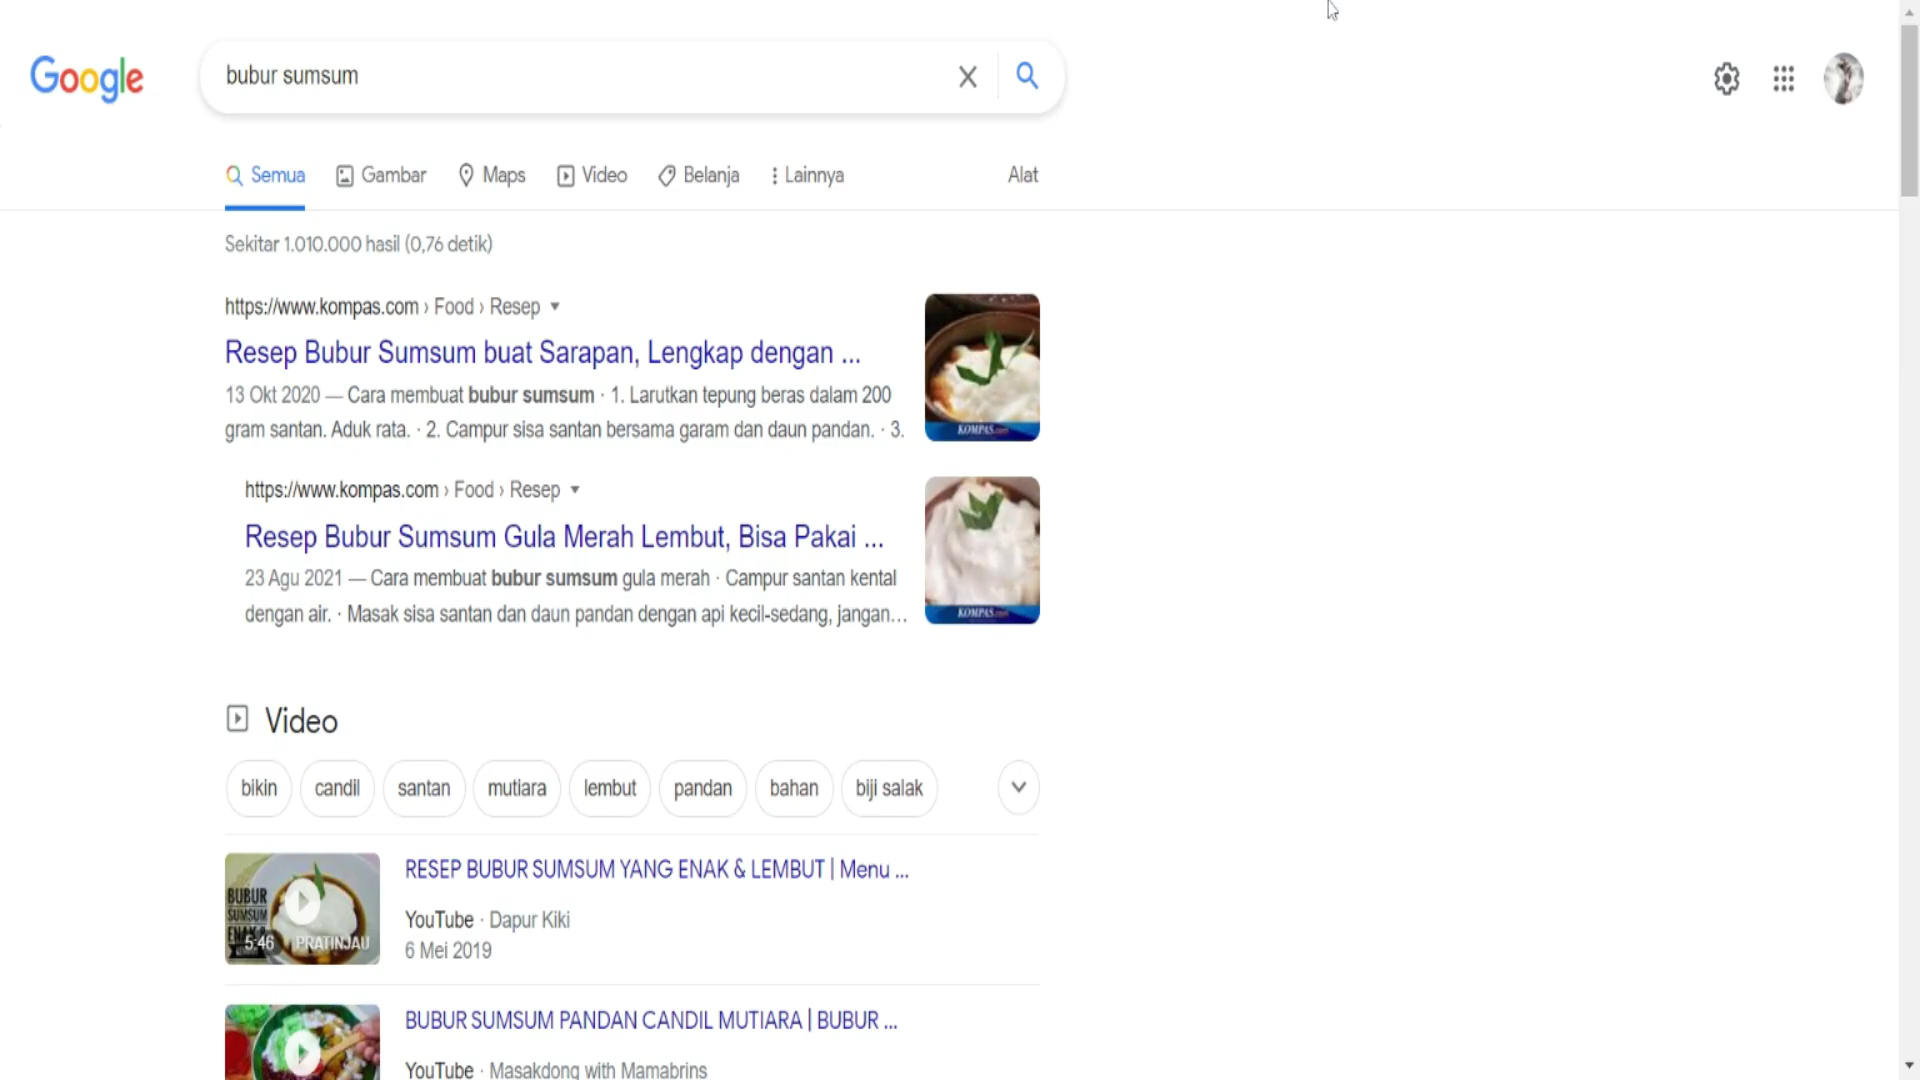 Google
bubur sumsum
Semua
Gambar
Maps
Video
Belanja
Lainnya
Alat
Sekitar 1.010.000 hasil (0,76 detik)
https://www.kompas.com › Food › Resep
Resep Bubur Sumsum buat Sarapan, Lengkap dengan ...
13 Okt 2020 — Cara membuat bubur sumsum · 1. Larutkan tepung beras dalam 200
gram santan. Aduk rata. · 2. Campur sisa santan bersama garam dan daun pandan. · 3.
KOMPAS.com
https://www.kompas.com › Food › Resep
Resep Bubur Sumsum Gula Merah Lembut, Bisa Pakai ...
23 Agu 2021 — Cara membuat bubur sumsum gula merah · Campur santan kental
dengan air. · Masak sisa santan dan daun pandan dengan api kecil-sedang, jangan...
KOMPAS.com
Video
bikin
candil
santan
mutiara
lembut
pandan
bahan
biji salak
BUBUR
SUMSUM
ENAK &
5:46
PRATINJAU
RESEP BUBUR SUMSUM YANG ENAK & LEMBUT | Menu ...
YouTube · Dapur Kiki
6 Mei 2019
BUBUR SUMSUM PANDAN CANDIL MUTIARA | BUBUR ...
YouTube · Masakdong with Mamabrins